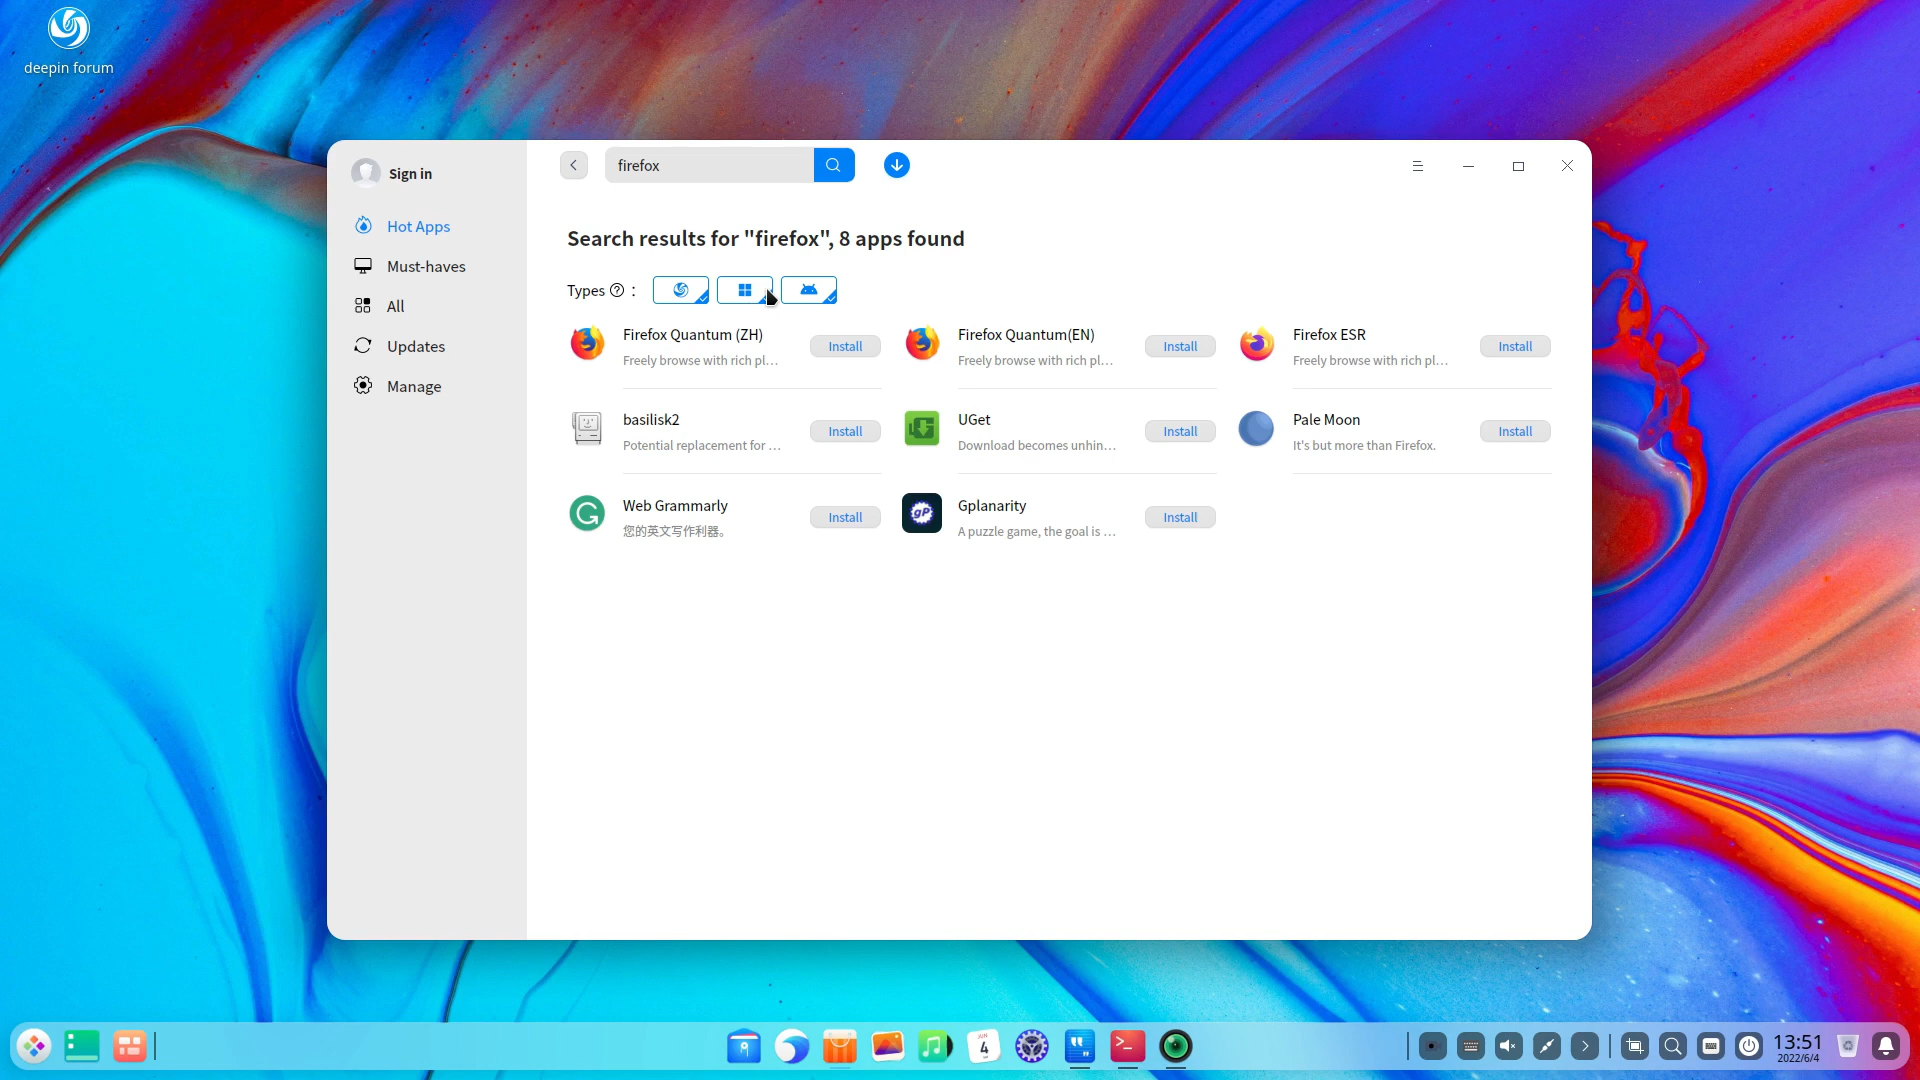 deepin forum
Sign in
firefox
Hot Apps
Must-haves
All
Updates
Manage
Search results for "firefox", 8 apps found
Types ? :
Firefox Quantum (ZH)
Freely browse with rich pl...
Install
Firefox Quantum(EN)
Freely browse with rich pl...
Install
Firefox ESR
Freely browse with rich pl...
Install
basilisk2
Potential replacement for ...
Install
UGet
Download becomes unhin...
Install
Pale Moon
It's but more than Firefox.
Install
Web Grammarly
您的英文写作利器。
Install
gP
Gplanarity
A puzzle game, the goal is ...
Install
JUN
4
13:51
2022/6/4